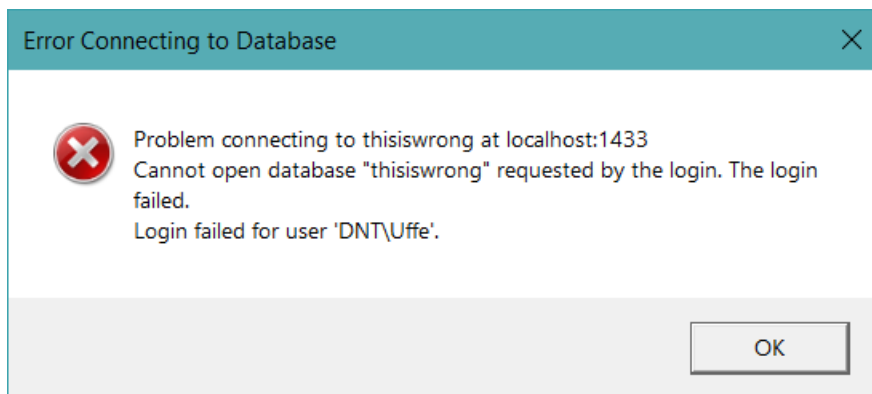 Error Connecting to Database
Problem connecting to thisiswrong at localhost:1433
Cannot open database "thisiswrong" requested by the login. The login
failed.
Login failed for user 'DNT\Uffe'.
OK